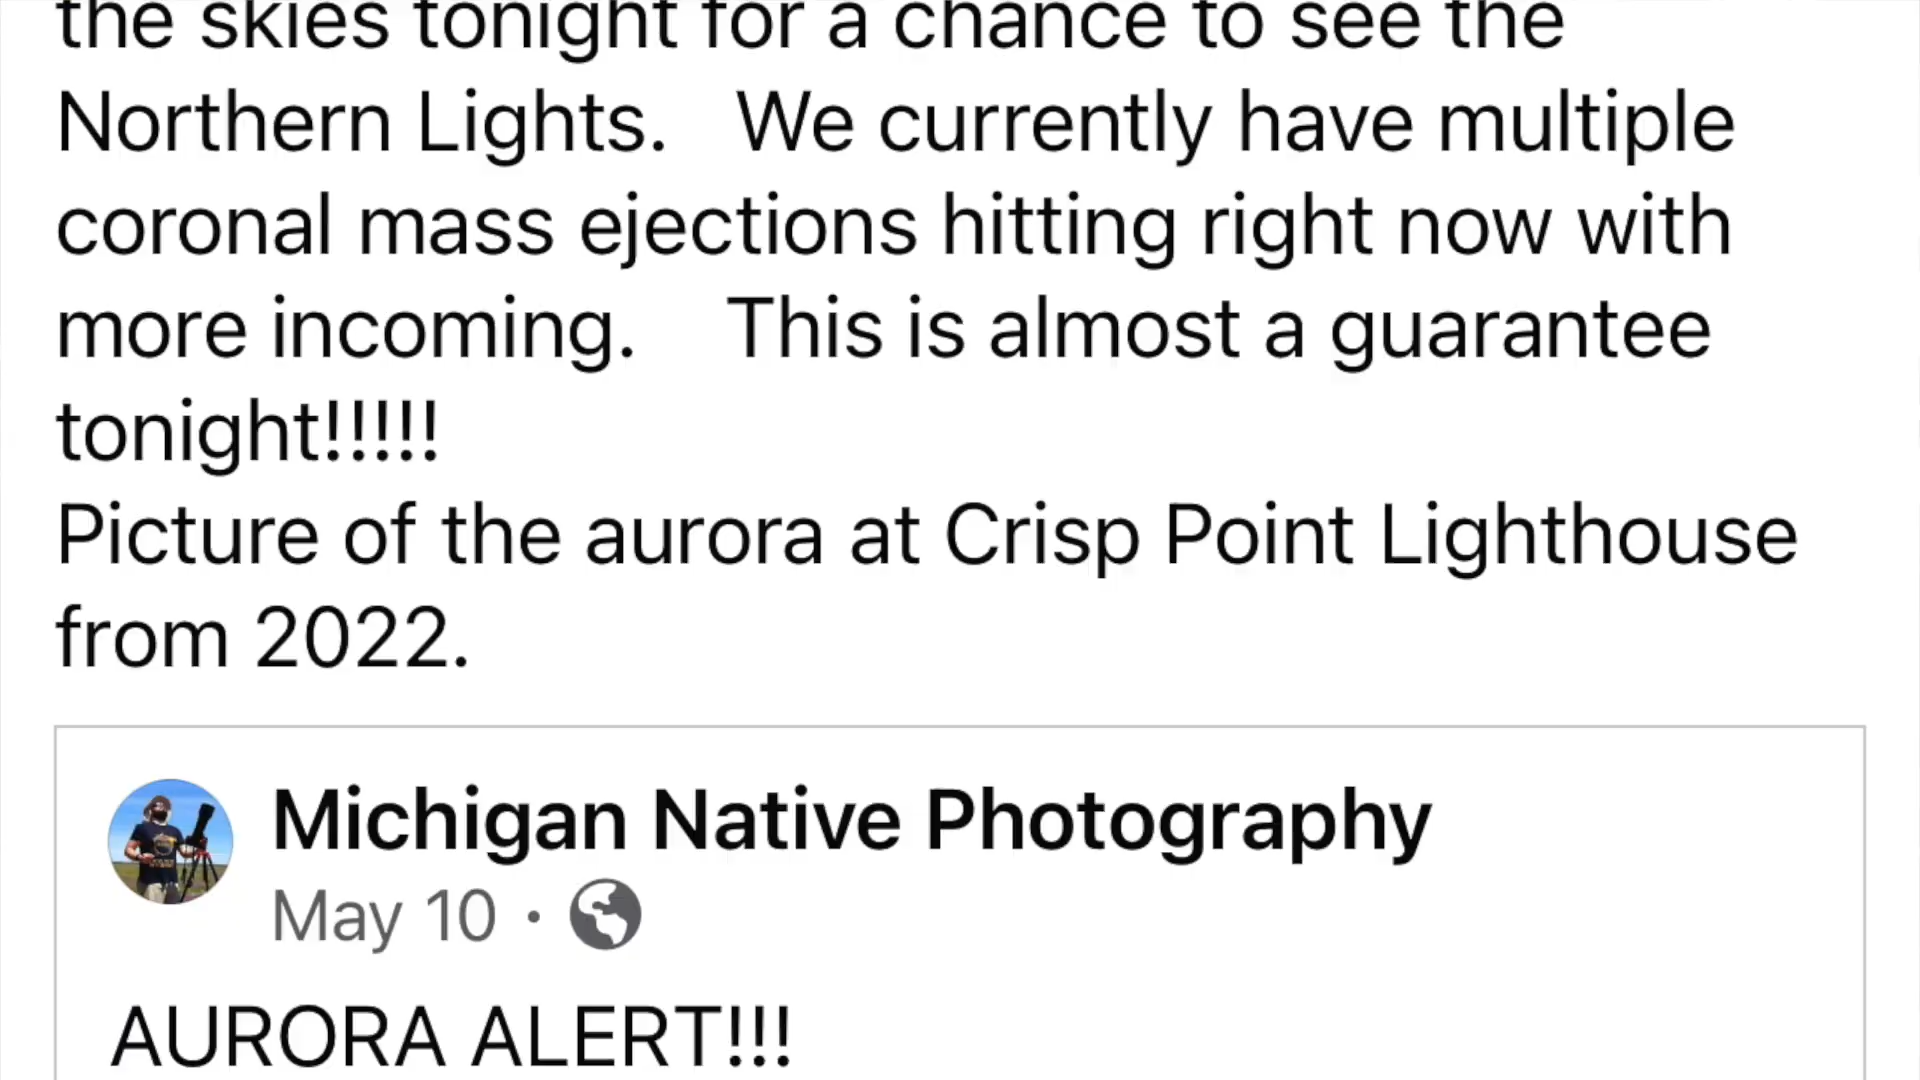 the skies tonight for a chance to see the
Northern Lights.   We currently have multiple
coronal mass ejections hitting right now with
more incoming.    This is almost a guarantee
tonight!!!!!
Picture of the aurora at Crisp Point Lighthouse
from 2022.
Michigan Native Photography
May 10 ·
AURORA ALERT!!!